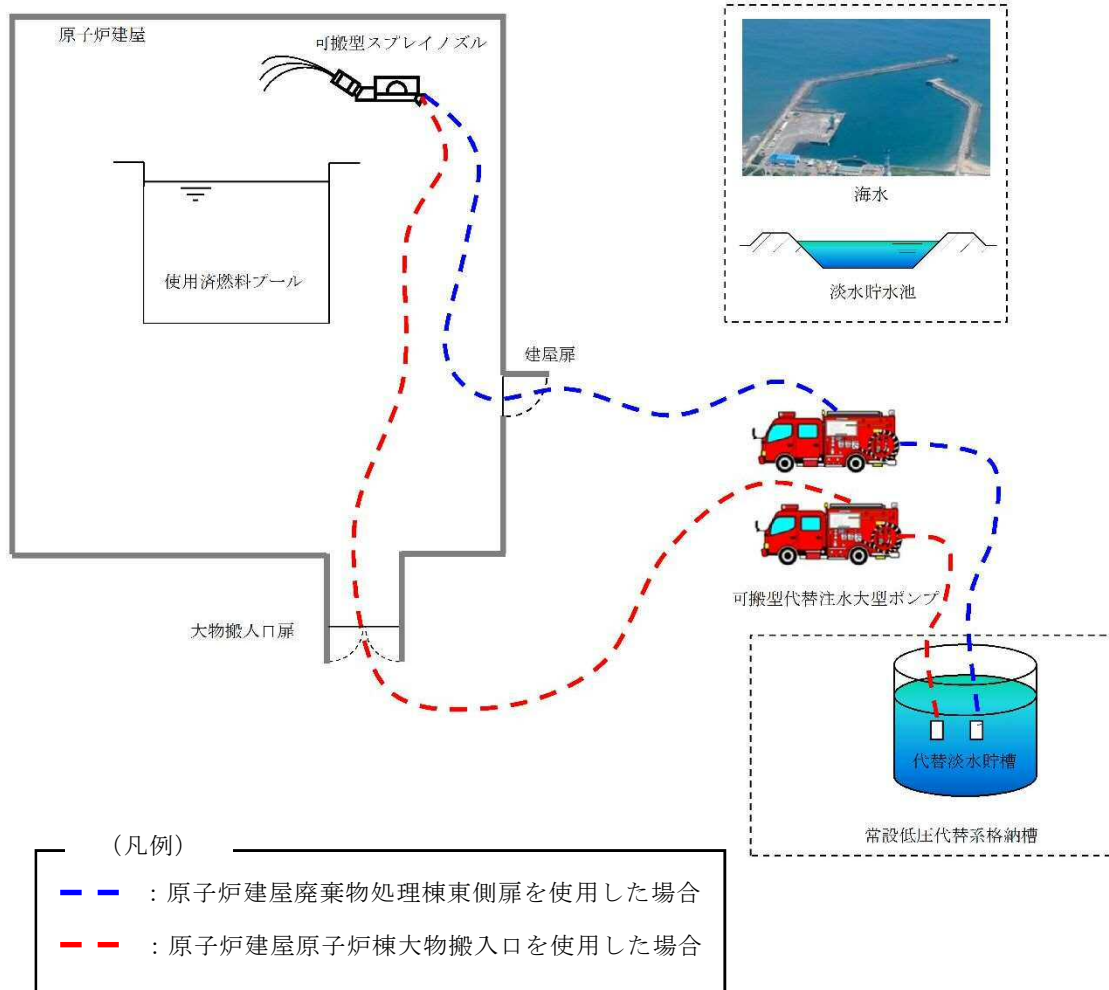 原子炉建屋
可搬型スプレイノズル
使用済燃料プール
海水
淡水貯水池
建屋扉
可搬型代替注水大型ポンプ
大物搬入口扉
代替淡水貯槽
常設低圧代替系格納槽
(凡例)
:原子炉建屋廃棄物処理棟東側扉を使用した場合
:原子炉建屋原子炉棟大物搬入口を使用した場合